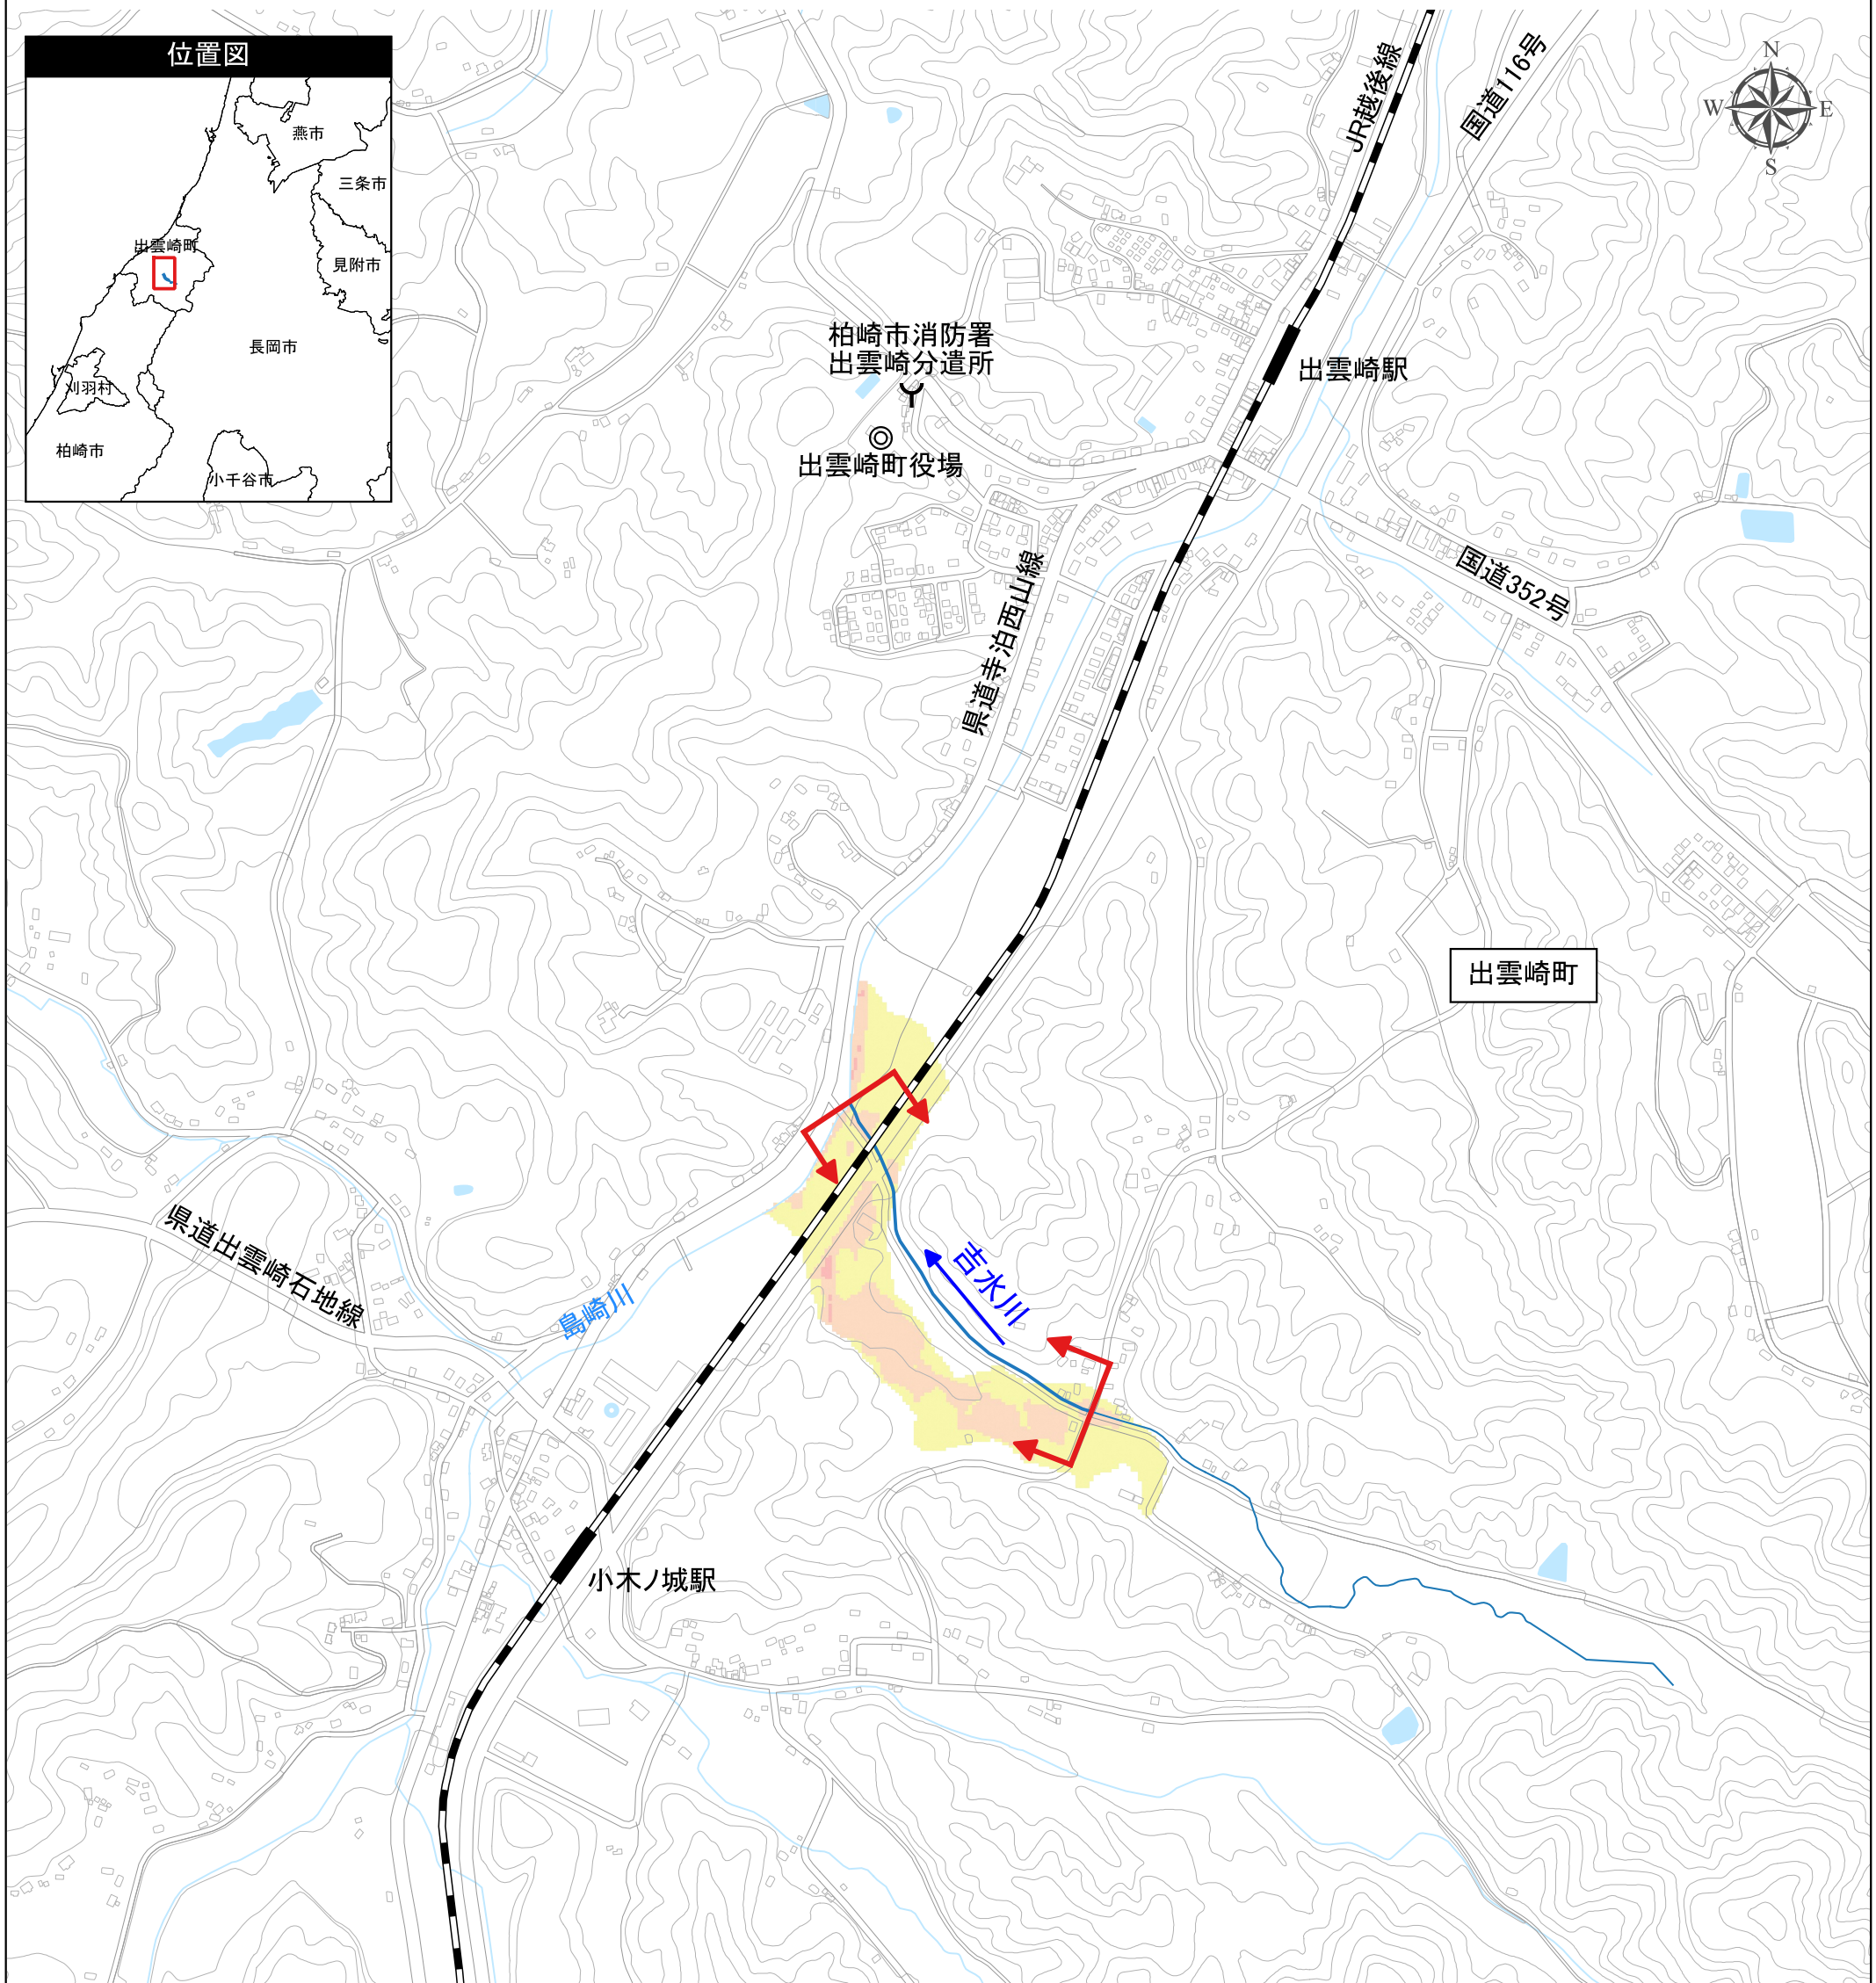 位置図
燕市
三条市
出雲崎町
見附市
長岡市
刈羽村
柏崎市
小千谷市
JR越後線
国道116号
N
W
E
S
柏崎市消防署
出雲崎分遣所
出雲崎駅
出雲崎町役場
国道352号
県道寺泊西山線
出雲崎町
県道出雲崎石地線
島崎川
吉水川
小木ノ城駅